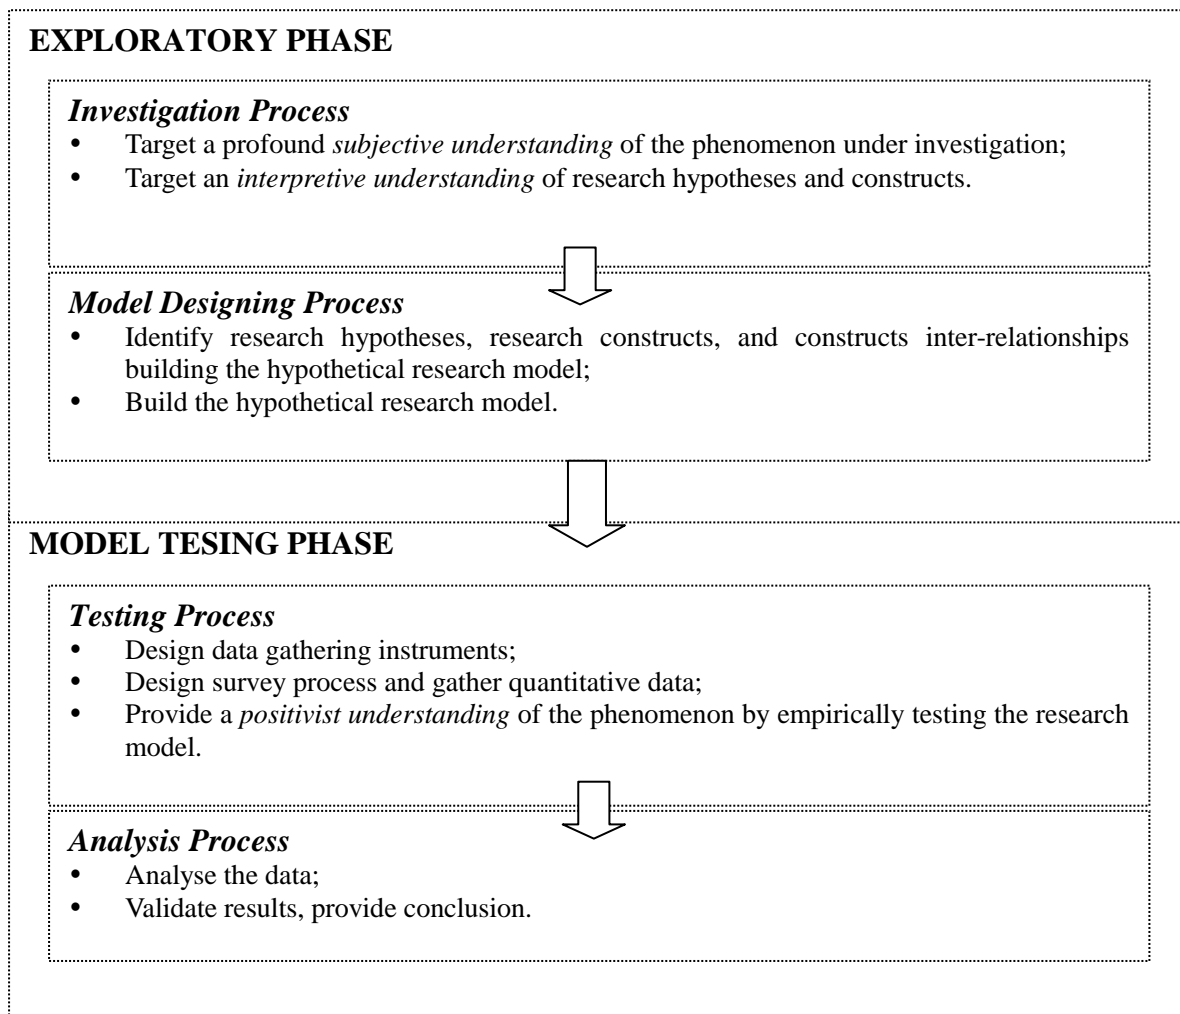 EXPLORATORY PHASE
Investigation Process
• Target a profound subjective understanding of the phenomenon under investigation;
• Target an interpretive understanding of research hypotheses and constructs.
Model Designing Process
• Identify research hypotheses, research constructs, and constructs inter-relationships
building the hypothetical research model;
• Build the hypothetical research model.
MODEL TESING PHASE
Testing Process
• Design data gathering instruments;
• Design survey process and gather quantitative data;
• Provide a positivist understanding of the phenomenon by empirically testing the research
model.
Analysis Process
• Analyse the data;
• Validate results, provide conclusion.